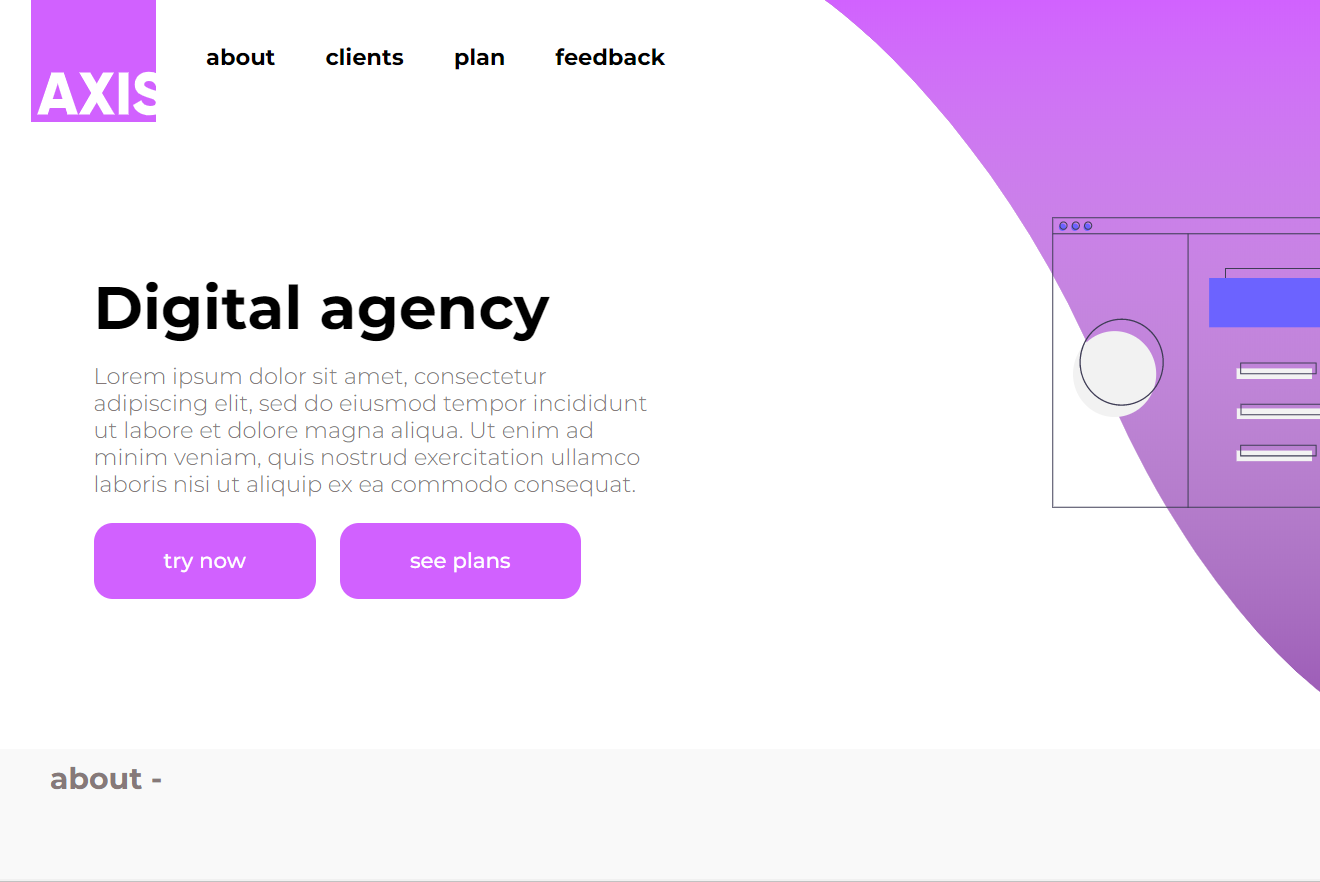 AXIS
about clients plan feedback
Digital agency
Lorem ipsum dolor sit amet, consectetur
adipiscing elit, sed do eiusmod tempor incididunt
ut labore et dolore magna aliqua. Ut enim ad
minim veniam, quis nostrud exercitation ullamco
laboris nisi ut aliquip ex ea commodo consequat.
try now see plans
about -